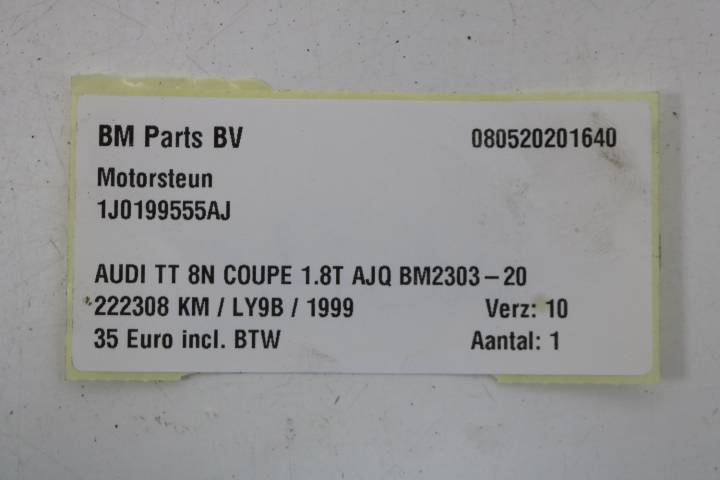 BM Parts BV 080520201640
Motorsteun
1J0199555AJ
AUDI TT 8N COUPE 1.8T AJQ BM2303-20
222308 KM / LY9B / 1999 Verz: 10
35 Euro incl. BTW Aantal: 1